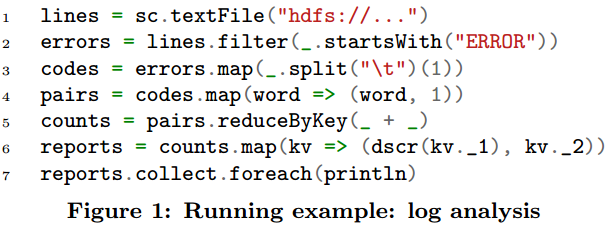 1 lines = sc.textFile("hdfs://...")
2 errors = lines.filter(_.startsWith("ERROR"))
3 codes = errors.map(_.split("\t")(1))
4 pairs = codes.map(word => (word, 1))
5 counts = pairs.reduceByKey(_ + _)
6 reports = counts.map(kv => (dscr(kv._1), kv._2))
7 reports.collect.foreach(println)
Figure 1: Running example: log analysis